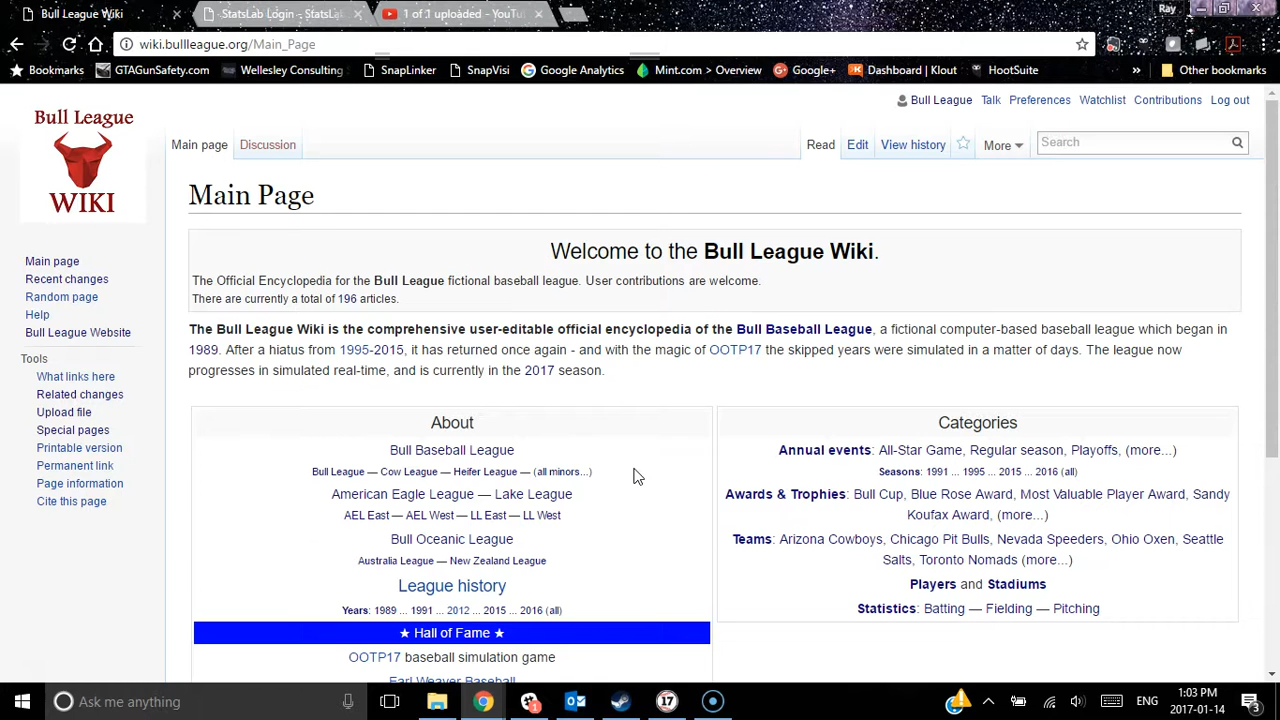 Bull League Wiki
StatsLab Login - StatsLa
1 of 1 uploaded - YouTu
Ray
wiki.bullleague.org/Main_Page
Bookmarks
GTAGunSafety.com
Wellesley Consulting
SnapLinker
SnapVisi
Google Analytics
Mint.com > Overview
Google+
Dashboard | Klout
HootSuite
»
Other bookmarks
Bull League
WIKI
Bull League Talk Preferences Watchlist Contributions Log out
Main page Discussion
Read Edit View history More
Search
Main Page
Welcome to the Bull League Wiki.
The Official Encyclopedia for the Bull League fictional baseball league. User contributions are welcome.
There are currently a total of 196 articles.
Main page
Recent changes
Random page
Help
Bull League Website
Tools
What links here
Related changes
Upload file
Special pages
Printable version
Permanent link
Page information
Cite this page
The Bull League Wiki is the comprehensive user-editable official encyclopedia of the Bull Baseball League, a fictional computer-based baseball league which began in
1989. After a hiatus from 1995-2015, it has returned once again - and with the magic of OOTP17 the skipped years were simulated in a matter of days. The league now
progresses in simulated real-time, and is currently in the 2017 season.
About
Bull Baseball League
Bull League — Cow League — Heifer League — (all minors...)
American Eagle League — Lake League
AEL East — AEL West — LL East — LL West
Bull Oceanic League
Australia League — New Zealand League
League history
Years: 1989 ... 1991 ... 2012 ... 2015 ... 2016 (all)
★ Hall of Fame ★
OOTP17 baseball simulation game
Earl Weaver Baseball
Categories
Annual events: All-Star Game, Regular season, Playoffs, (more...)
Seasons: 1991 ... 1995 ... 2015 ... 2016 (all)
Awards & Trophies: Bull Cup, Blue Rose Award, Most Valuable Player Award, Sandy
Koufax Award, (more...)
Teams: Arizona Cowboys, Chicago Pit Bulls, Nevada Speeders, Ohio Oxen, Seattle
Salts, Toronto Nomads (more...)
Players and Stadiums
Statistics: Batting — Fielding — Pitching
Ask me anything
17
ENG
1:03 PM
2017-01-14
3